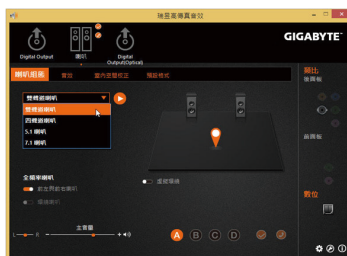 瑞昱高傳真音效
GIGABYTE
Digital Output
喇叭
Digital Output(Optical)
喇叭組態
音效
室內音響校正
預設格式
類比
後面板
雙聲道喇叭
雙聲道喇叭
四聲道喇叭
5.1 喇叭
7.1 喇叭
前面板
全頻率喇叭
前左與前右喇叭
環繞喇叭
虛擬環繞
數位
主音量
L
R
-
+
A
B
C
D